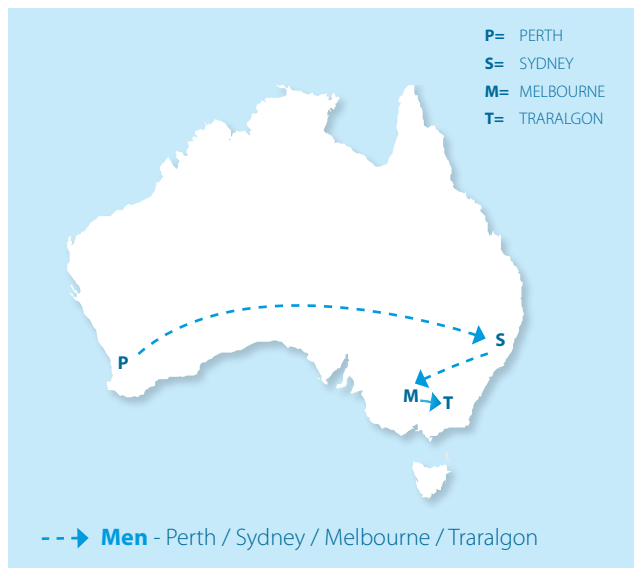 P= PERTH
S= SYDNEY
M= MELBOURNE
T= TRARALGON
S
P
M
T
Men - Perth / Sydney / Melbourne / Traralgon